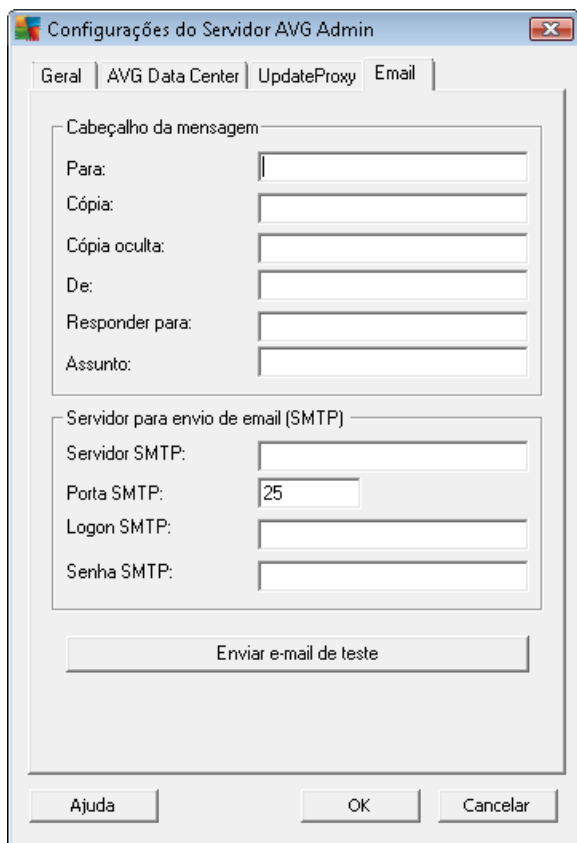 Configurações do Servidor AVG Admin
Geral AVG Data Center UpdateProxy Email
Cabeçalho da mensagem
Para:
Cópia:
Cópia oculta:
De:
Responder para:
Assunto:
Servidor para envio de email (SMTP)
Servidor SMTP:
Porta SMTP: 25
Logon SMTP:
Senha SMTP:
Enviar e-mail de teste
Ajuda OK Cancelar